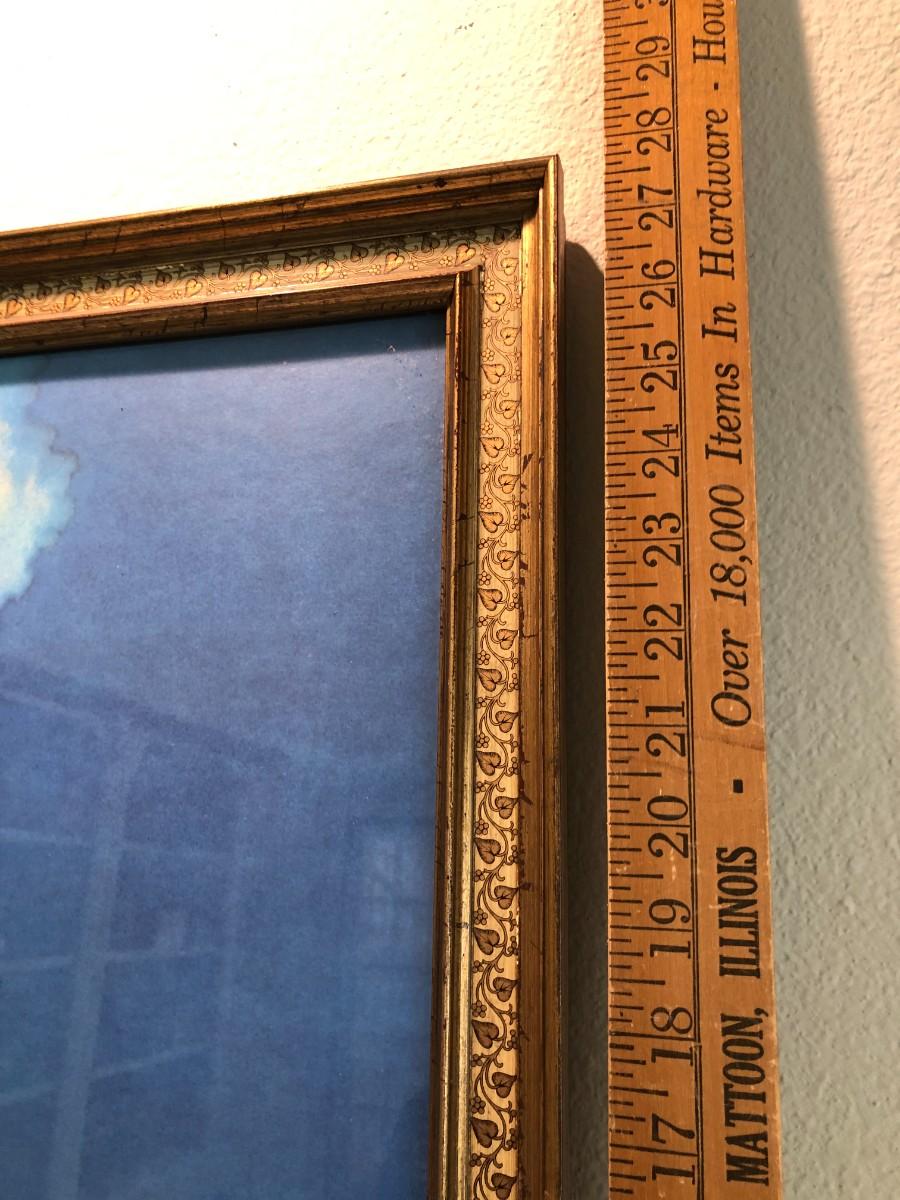 MATTOON, ILLINOIS - Over 18,000 Items In Hardware - Hou
17 18 19 20 21 22 23 24 25 26 27 28 29